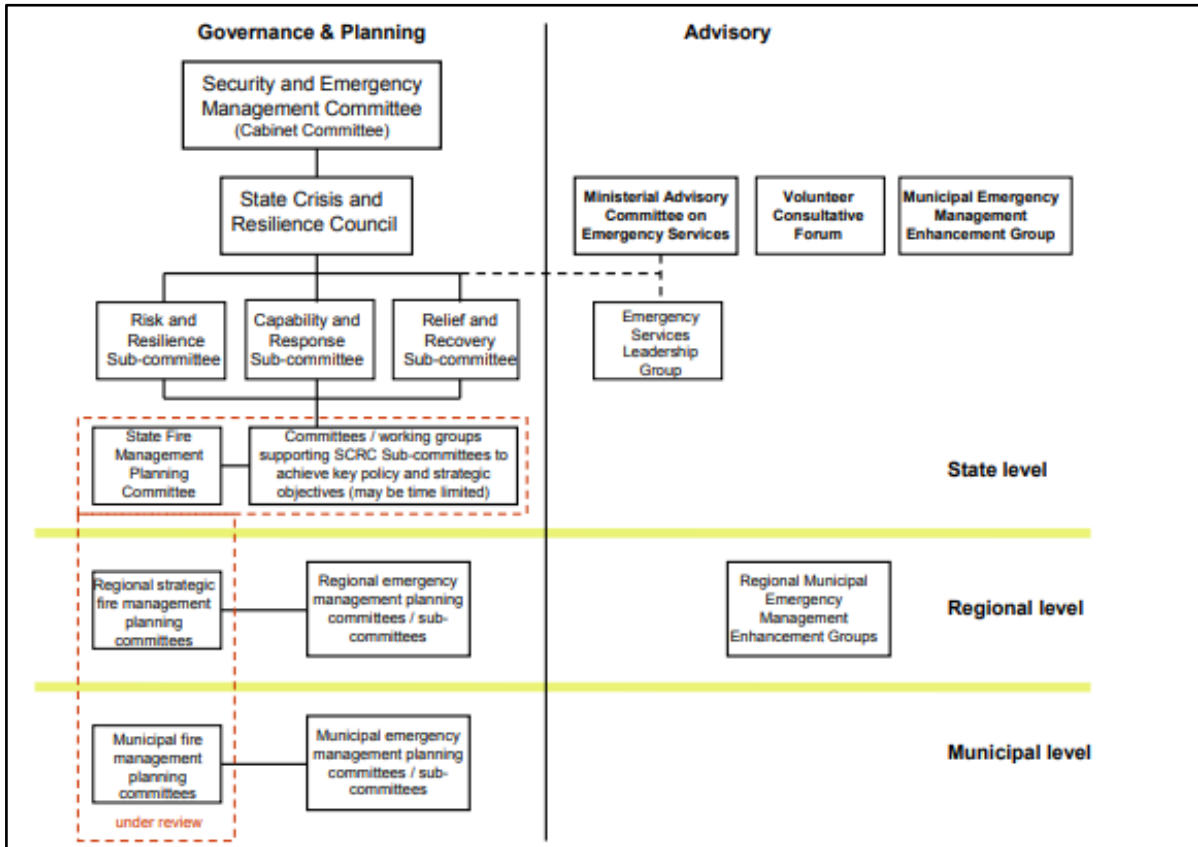 Governance & Planning
Advisory
Security and Emergency
Management Committee
(Cabinet Committee)
State Crisis and
Resilience Council
Ministerial Advisory
Committee on
Emergency Services
Volunteer
Consultative
Forum
Municipal Emergency
Management
Enhancement Group
Risk and
Resilience
Sub-committee
Capability and
Response
Sub-committee
Relief and
Recovery
Sub-committee
Emergency
Services
Leadership
Group
State Fire
Management
Planning
Committee
Committees / working groups
supporting SCRC Sub-committees to
achieve key policy and strategic
objectives (may be time limited)
State level
Regional strategic
fire management
planning
committees
Regional emergency
management planning
committees / sub-
committees
Regional Municipal
Emergency
Management
Enhancement Groups
Regional level
Municipal fire
management
planning
committees
Municipal emergency
management planning
committees / sub-
committees
Municipal level
under review